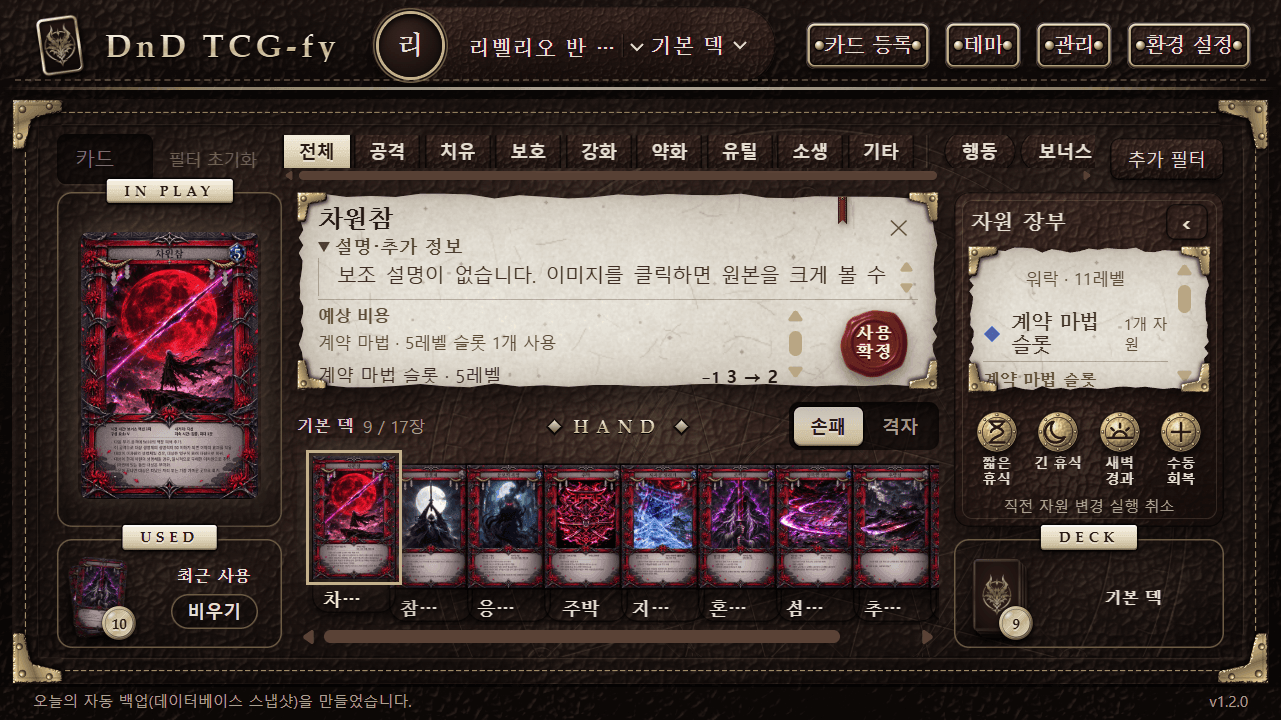 DnD TCG-fy
리
리벨리오 반 …
기본 덱
카드 등록
테마
관리
환경 설정
카드
필터 초기화
전체
공격
치유
보호
강화
약화
유틸
소생
기타
행동
보너스
추가 필터
IN PLAY
차원참
5
차원참
▼설명·추가 정보
보조 설명이 없습니다. 이미지를 클릭하면 원본을 크게 볼 수
예상 비용
계약 마법 · 5레벨 슬롯 1개 사용
계약 마법 슬롯 · 5레벨
−1 3 → 2
사용
확정
자원 장부
워락 · 11레벨
계약 마법
슬롯
1개 자
원
계약 마법 슬롯
짧은
휴식
긴 휴식
새벽
경과
수동
회복
직전 자원 변경 실행 취소
기본 덱 9 / 17장
HAND
손패
격자
차…
참…
응…
주박
지…
혼…
섬…
추…
USED
최근 사용
비우기
10
DECK
기본 덱
9
오늘의 자동 백업(데이터베이스 스냅샷)을 만들었습니다.
v1.2.0